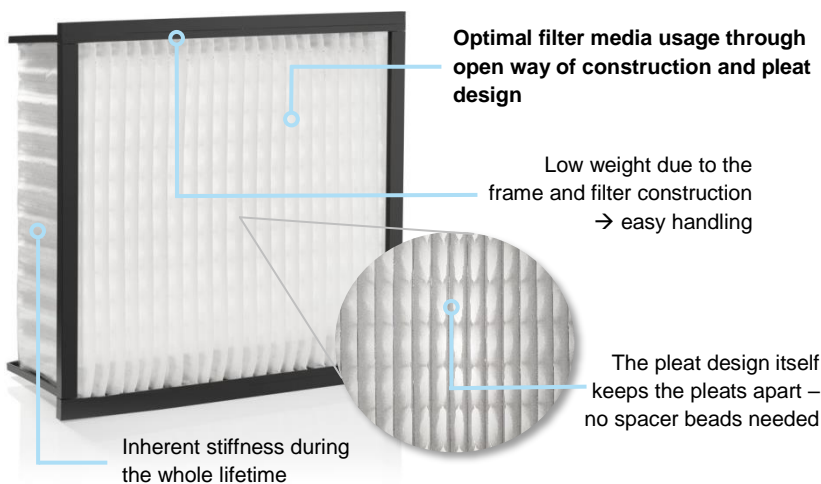 Optimal filter media usage through
open way of construction and pleat
design
Low weight due to the
frame and filter construction
→ easy handling
The pleat design itself
keeps the pleats apart –
no spacer beads needed
Inherent stiffness during
the whole lifetime